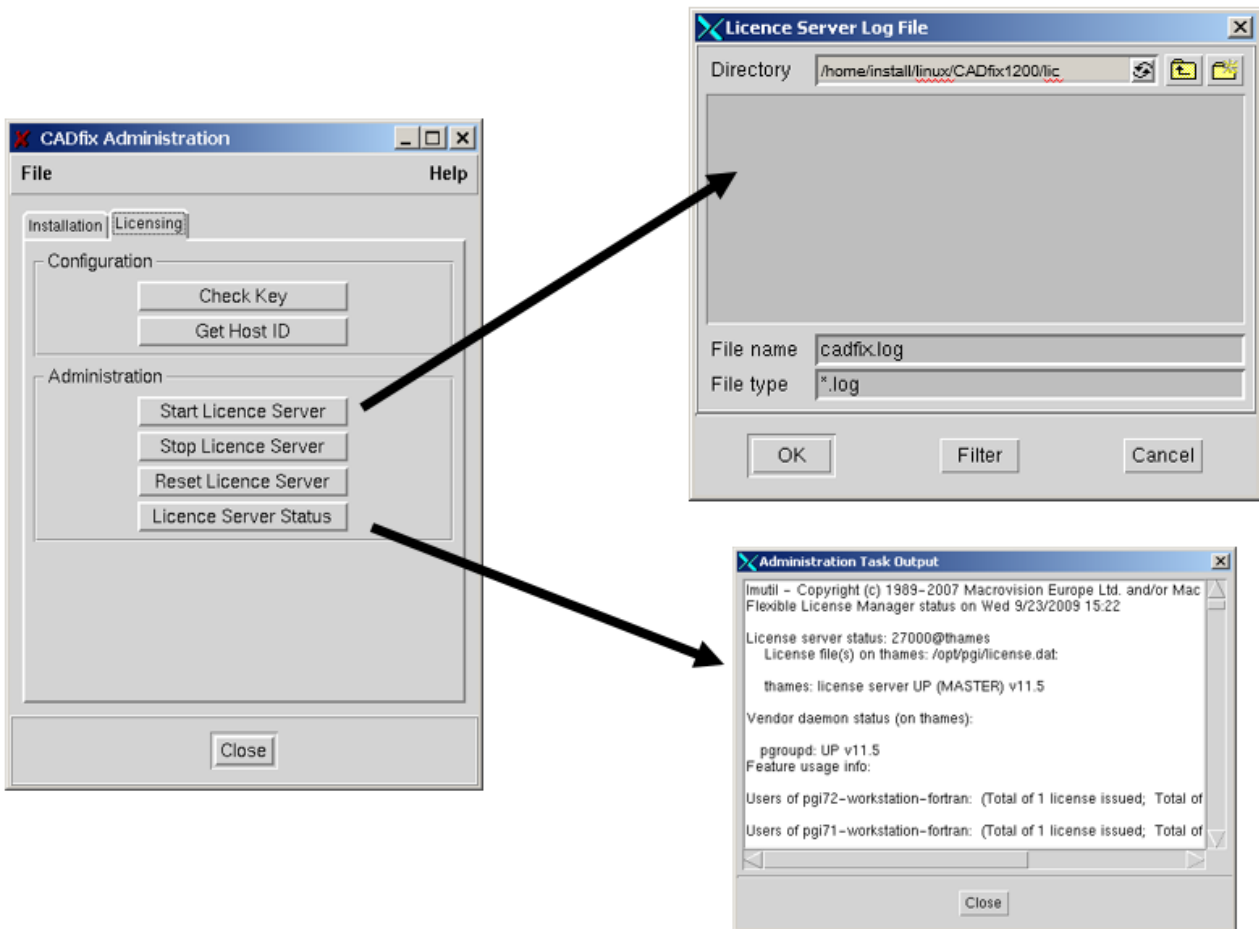 CADfix Administration
File Help
Installation Licensing
Configuration
Check Key
Get Host ID
Administration
Start Licence Server
Stop Licence Server
Reset Licence Server
Licence Server Status
Close
Licence Server Log File
Directory /home/install/linux/CADfix1200/lic
File name cadfix.log
File type *.log
OK Filter Cancel
Administration Task Output
lmutil - Copyright (c) 1989-2007 Macrovision Europe Ltd. and/or Mac
Flexible License Manager status on Wed 9/23/2009 15:22
License server status: 27000@thames
License file(s) on thames: /opt/pgi/license.dat:
thames: license server UP (MASTER) v11.5
Vendor daemon status (on thames):
pgroupd: UP v11.5
Feature usage info:
Users of pgi72-workstation-fortran: (Total of 1 license issued; Total of
Users of pgi71-workstation-fortran: (Total of 1 license issued; Total of
Close